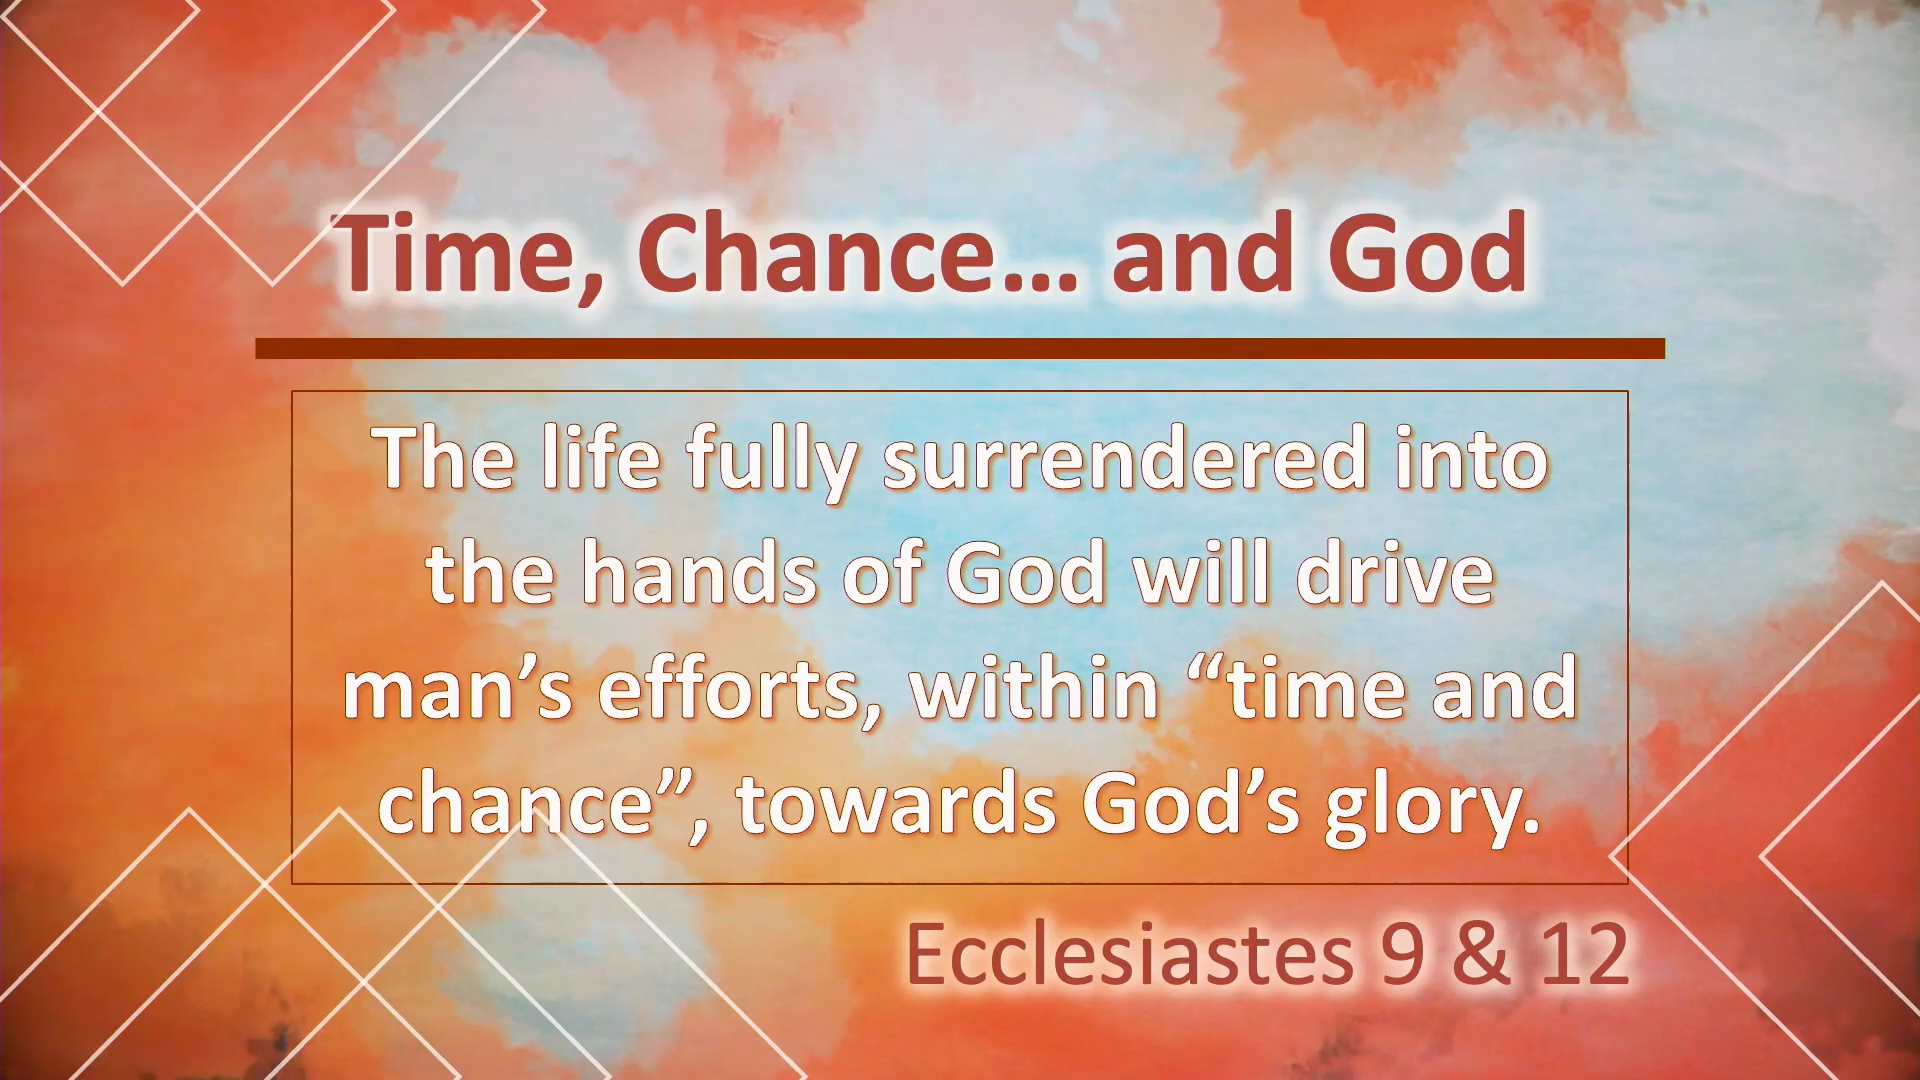 Time, Chance… and God
The life fully surrendered into
the hands of God will drive
man’s efforts, within “time and
chance”, towards God’s glory.
Ecclesiastes 9 & 12